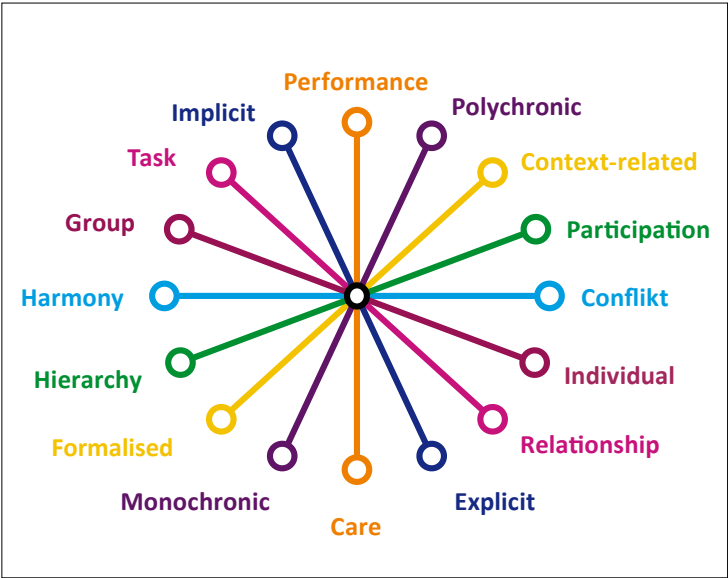 Performance
Implicit
Polychronic
Task
Context-related
Group
Participation
Harmony
Conflikt
Hierarchy
Individual
Formalised
Relationship
Monochronic
Explicit
Care